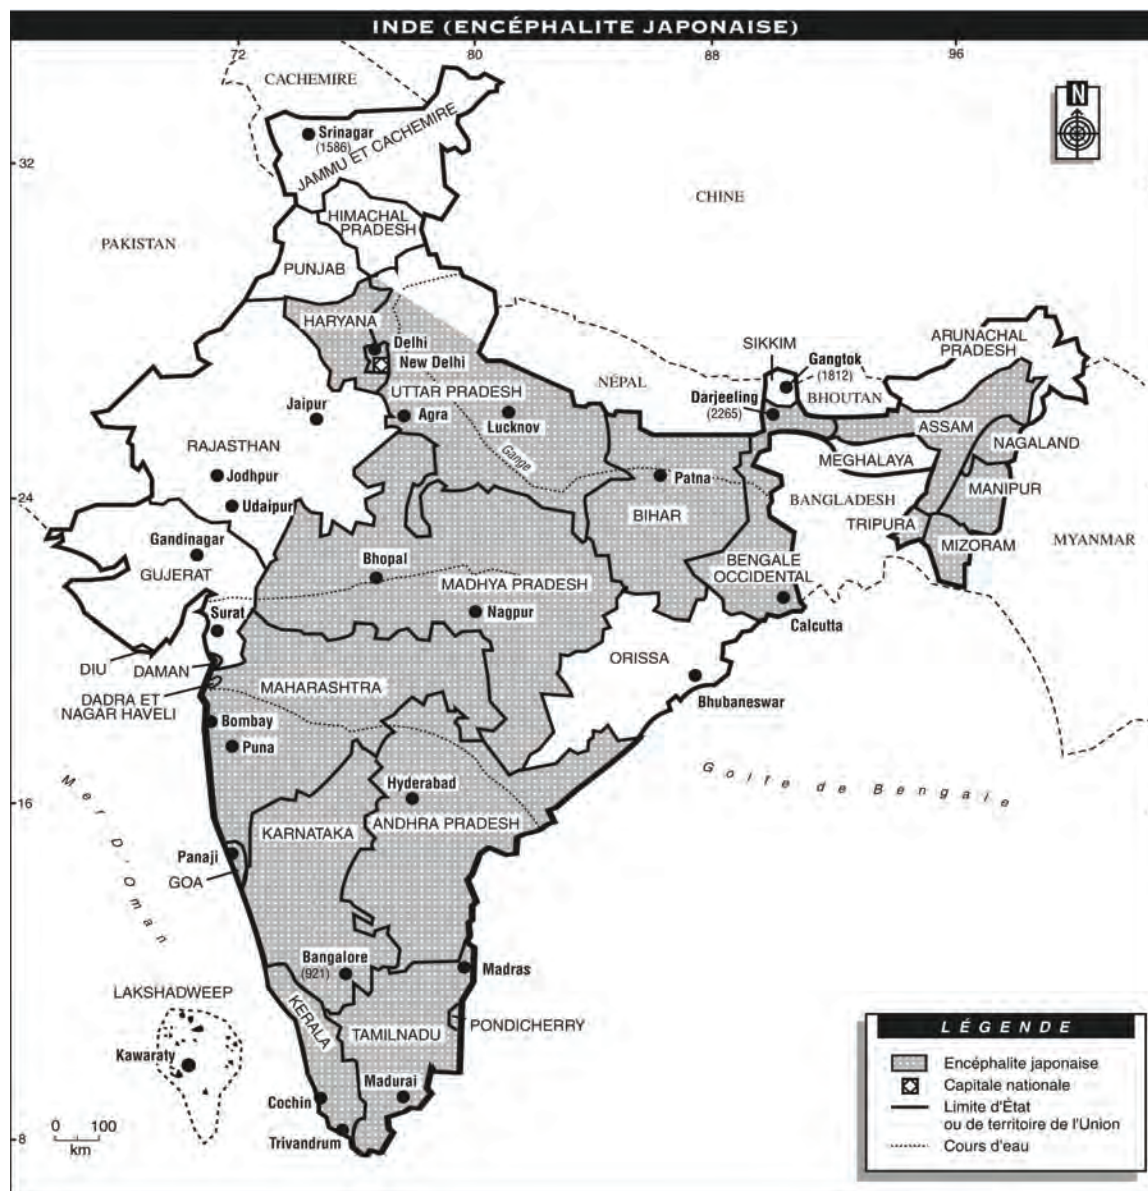 INDE (ENCÉPHALITE JAPONAISE)
72 80 88 96
CACHEMIRE
Srinagar
(1586)
JAMMU ET CACHEMIRE
N
32
HIMACHAL
PRADESH
CHINE
PAKISTAN
PUNJAB
HARYANA
Delhi
New Delhi
SIKKIM
ARUNACHAL
PRADESH
Gangtok
(1812)
NÉPAL
BHOUTAN
UTTAR PRADESH
Darjeeling
(2265)
Jaipur
Agra
Lucknov
ASSAM
NAGALAND
RAJASTHAN
Gange
MEGHALAYA
Jodhpur
Patna
MANIPUR
24
BANGLADESH
Udaipur
BIHAR
TRIPURA
Gandinagar
MIZORAM
MYANMAR
GUJERAT
Bhopal
BENGALE
OCCIDENTAL
MADHYA PRADESH
Surat
Nagpur
Calcutta
DIU
DAMAN
ORISSA
MAHARASHTRA
DADRA ET
NAGAR HAVELI
Bhubaneswar
Bombay
Puna
Mer D'Oman
Golfe de Bengale
Hyderabad
16
KARNATAKA
ANDHRA PRADESH
Panaji
GOA
Bangalore
(921)
Madras
LAKSHADWEEP
KERALA
TAMILNADU
PONDICHERRY
Kawaraty
Madurai
Cochin
Trivandrum
0 100
km
8
LÉGENDE
Encéphalite japonaise
Capitale nationale
Limite d'État
ou de territoire de l'Union
Cours d'eau